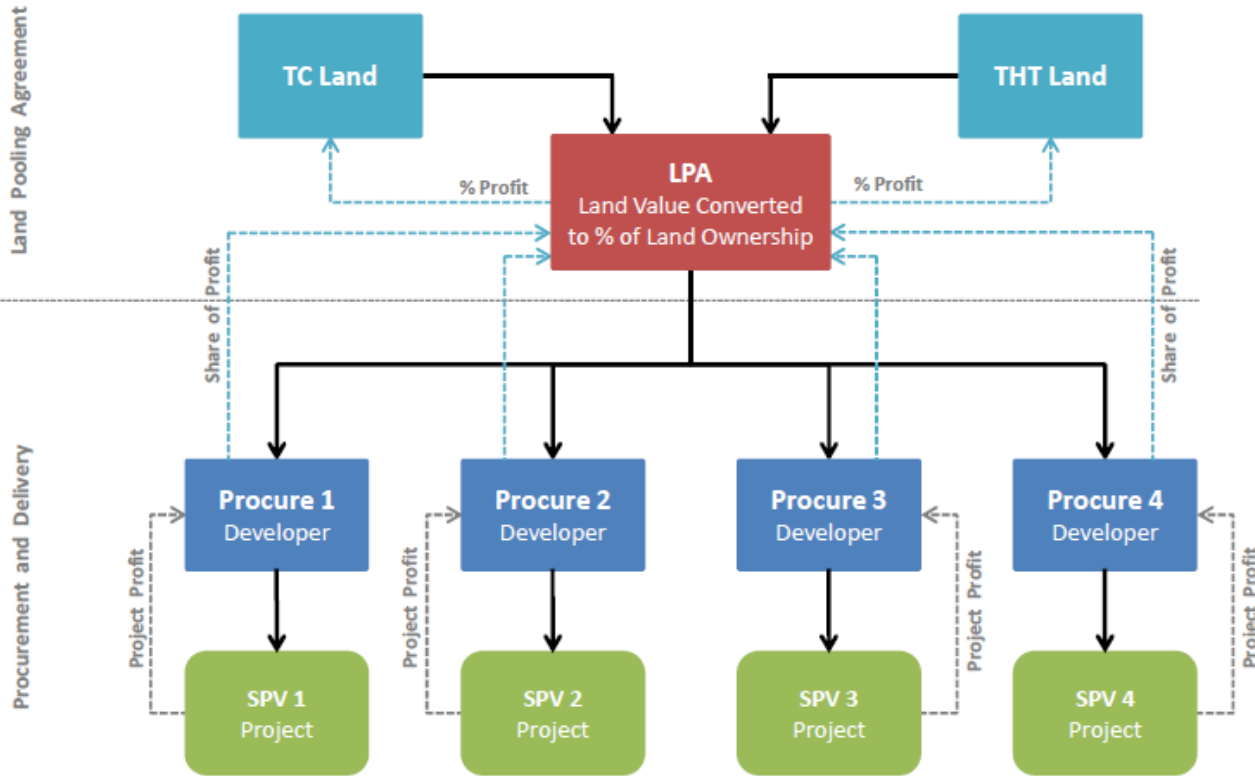 Land Pooling Agreement
TC Land
THT Land
LPA
Land Value Converted
to % of Land Ownership
% Profit
% Profit
Share of Profit
Share of Profit
Procurement and Delivery
Procure 1
Developer
Procure 2
Developer
Procure 3
Developer
Procure 4
Developer
Project Profit
Project Profit
Project Profit
Project Profit
SPV 1
Project
SPV 2
Project
SPV 3
Project
SPV 4
Project